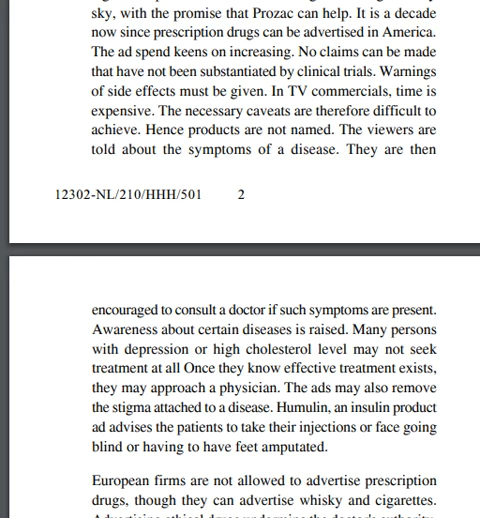 sky, with the promise that Prozac can help. It is a decade
now since prescription drugs can be advertised in America.
The ad spend keens on increasing. No claims can be made
that have not been substantiated by clinical trials. Warnings
of side effects must be given. In TV commercials, time is
expensive. The necessary caveats are therefore difficult to
achieve. Hence products are not named. The viewers are
told about the symptoms of a disease. They are then
12302-NL/210/HHH/501 2
encouraged to consult a doctor if such symptoms are present.
Awareness about certain diseases is raised. Many persons
with depression or high cholesterol level may not seek
treatment at all Once they know effective treatment exists,
they may approach a physician. The ads may also remove
the stigma attached to a disease. Humulin, an insulin product
ad advises the patients to take their injections or face going
blind or having to have feet amputated.
European firms are not allowed to advertise prescription
drugs, though they can advertise whisky and cigarettes.